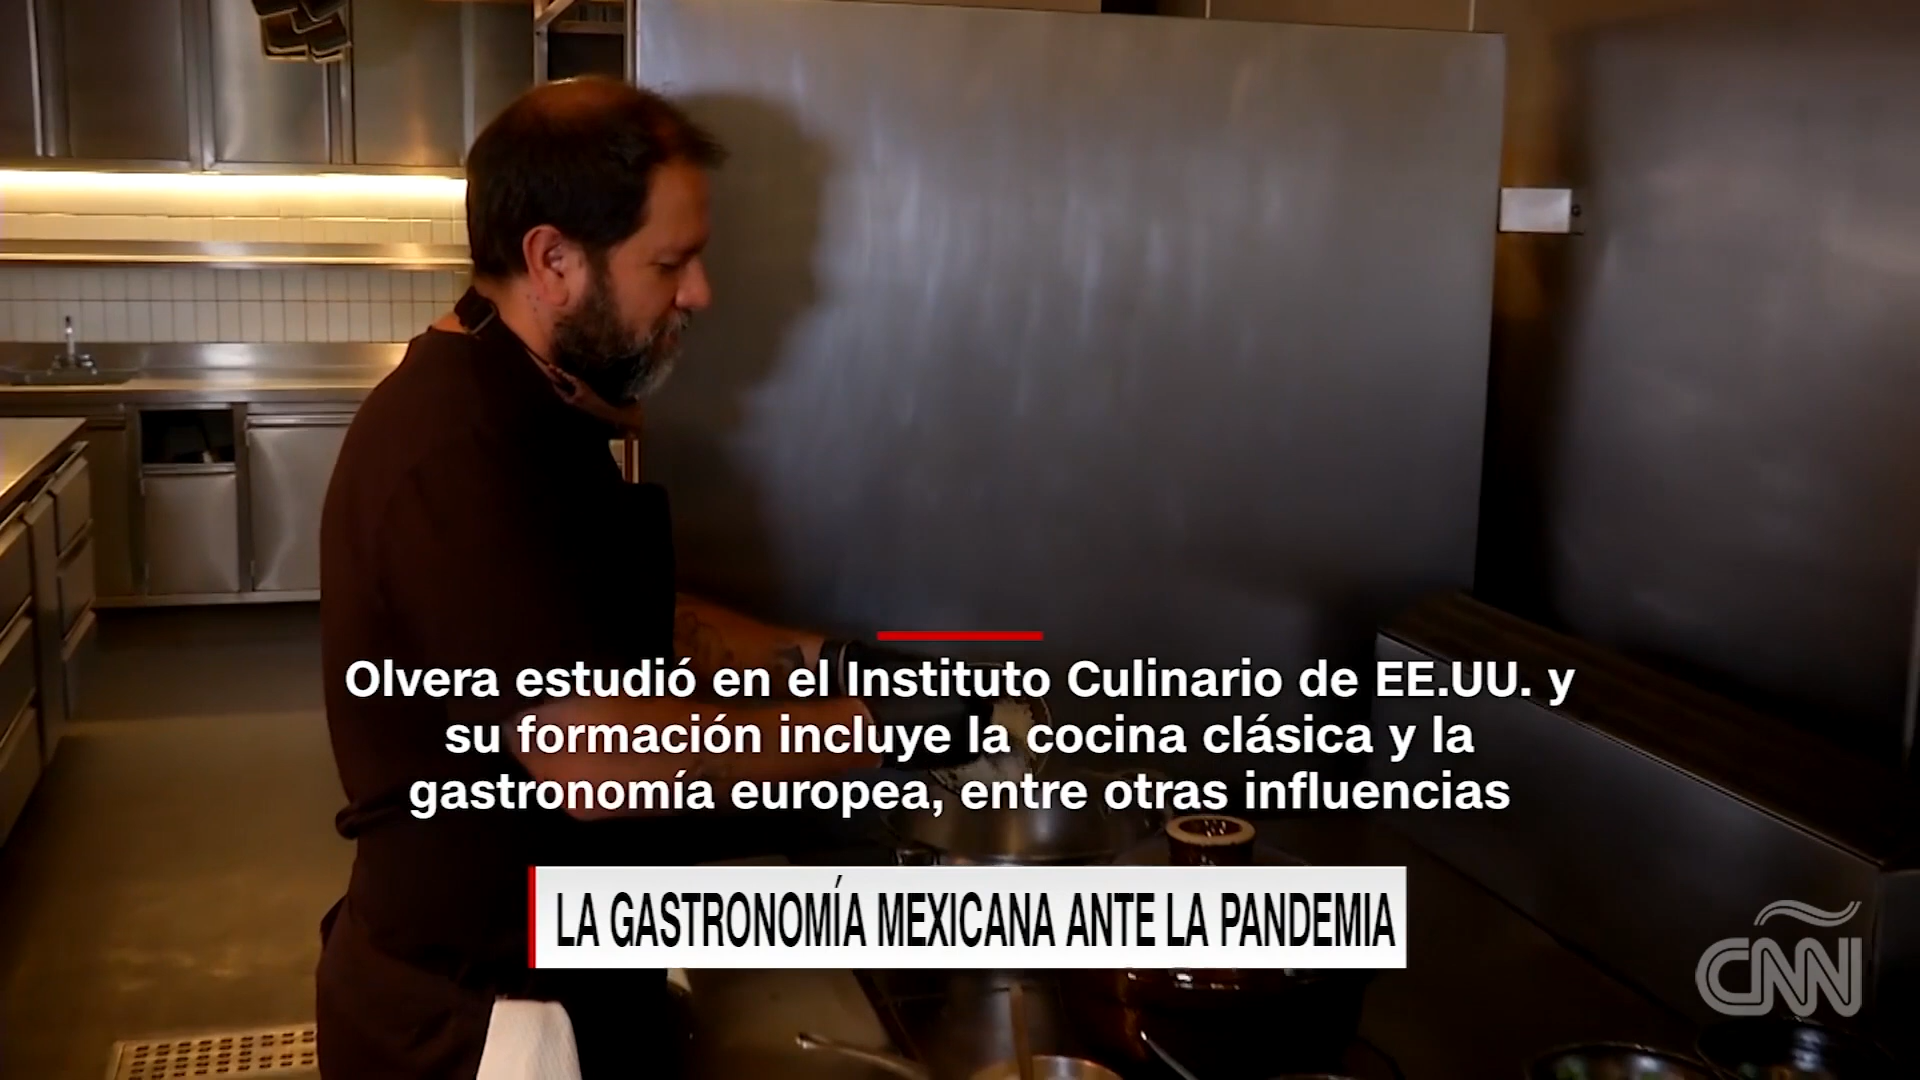 Olvera estudió en el Instituto Culinario de EE.UU. y
su formación incluye la cocina clásica y la
gastronomía europea, entre otras influencias
LA GASTRONOMÍA MEXICANA ANTE LA PANDEMIA
CNN